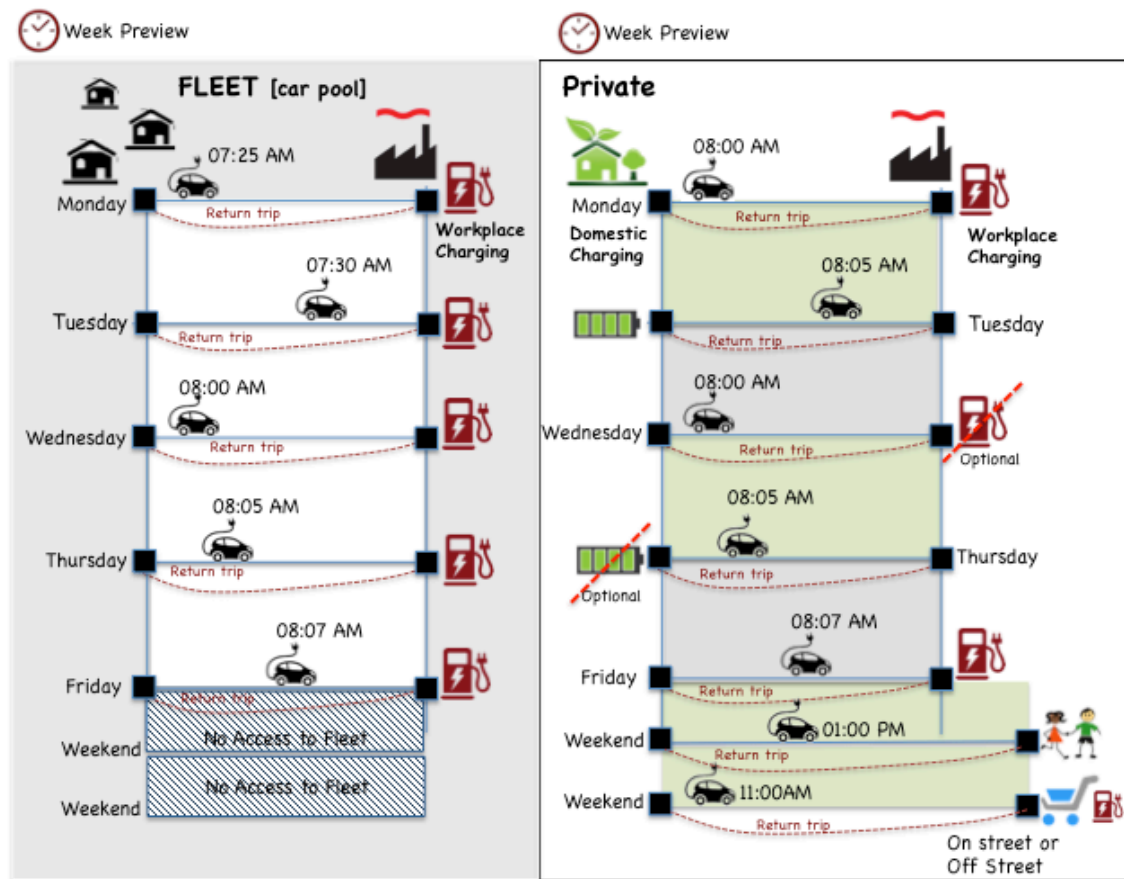 Week Preview
FLEET [car pool]
07:25 AM
Monday
Return trip
Workplace
Charging
07:30 AM
Tuesday
Return trip
08:00 AM
Wednesday
Return trip
08:05 AM
Thursday
Return trip
08:07 AM
Friday
Return trip
No Access to Fleet
Weekend
No Access to Fleet
Weekend
Week Preview
Private
08:00 AM
Monday
Return trip
Domestic
Charging
Workplace
Charging
08:05 AM
Tuesday
Return trip
08:00 AM
Wednesday
Return trip
Optional
08:05 AM
Thursday
Return trip
Optional
08:07 AM
Friday
Return trip
01:00 PM
Weekend
Return trip
11:00AM
Weekend
Return trip
On street or
Off Street